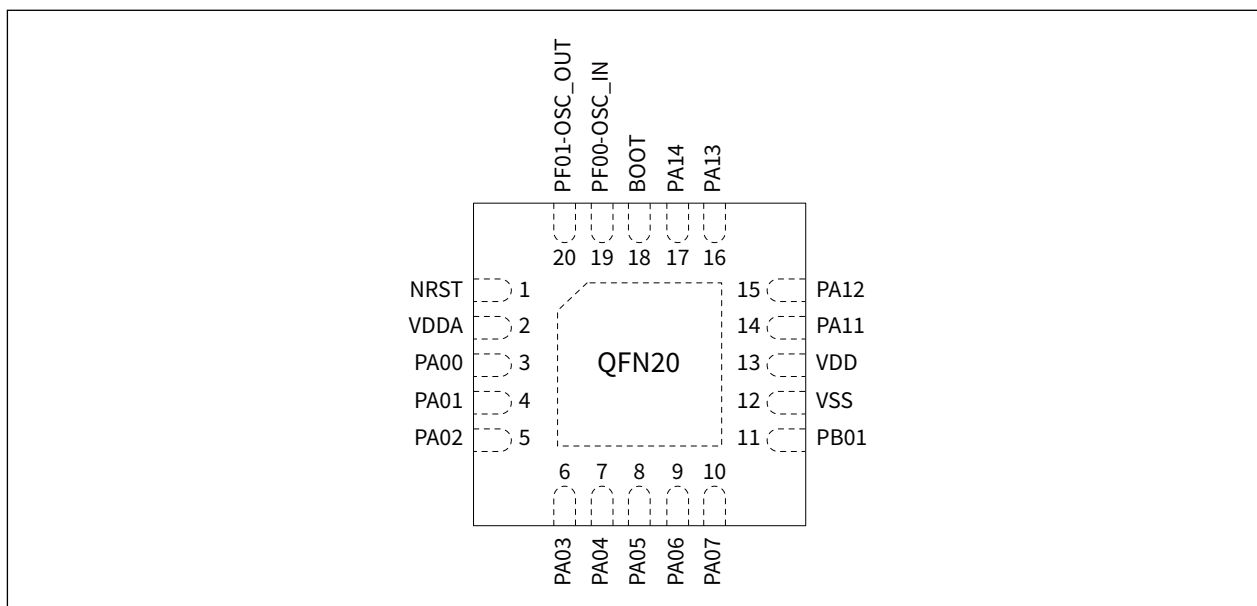 PF01-OSC_OUT
PF00-OSC_IN
BOOT
PA14
PA13
20 19 18 17 16
NRST 1
VDDA 2
PA00 3
PA01 4
PA02 5
QFN20
15 PA12
14 PA11
13 VDD
12 VSS
11 PB01
6 7 8 9 10
PA03
PA04
PA05
PA06
PA07